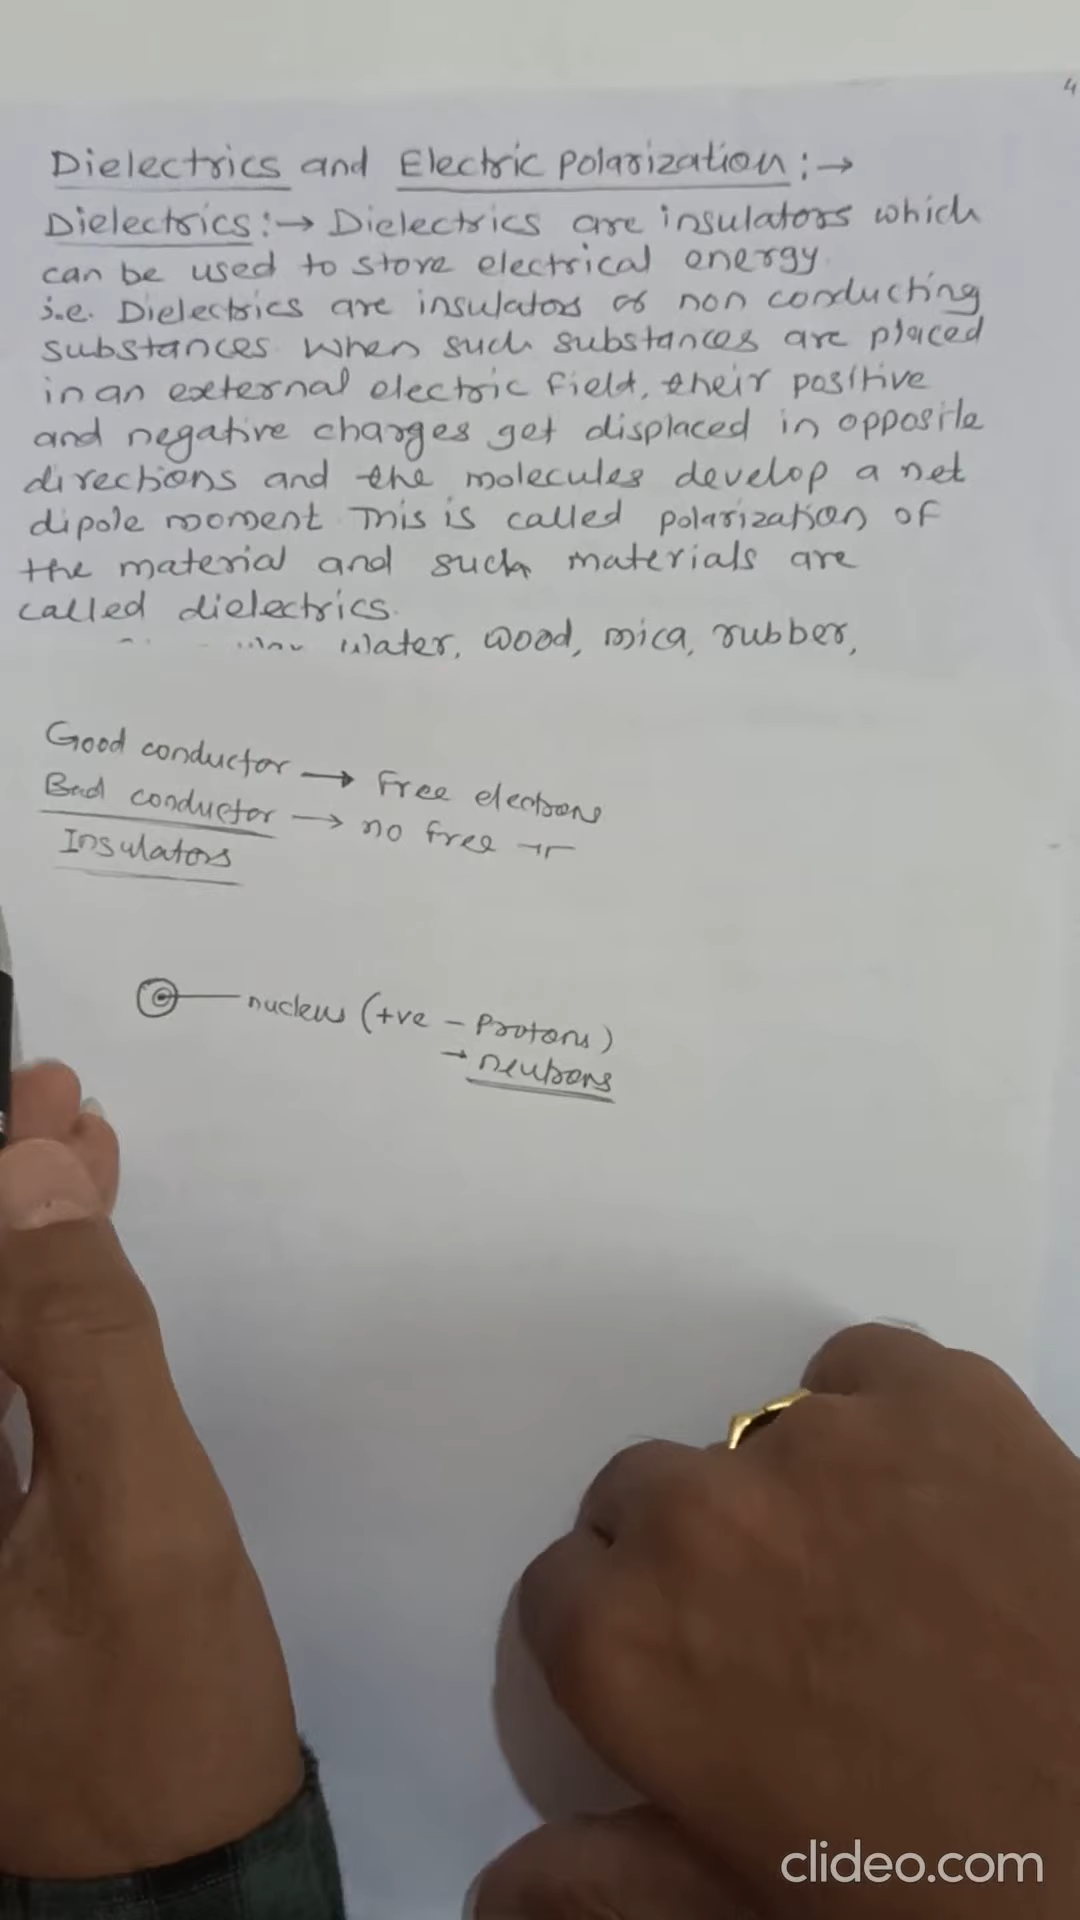 4
Dielectrics and Electric Polarization :→
Dielectrics :→ Dielectrics are insulators which
can be used to store electrical energy.
i.e. Dielectrics are insulators or non conducting
substances. When such substances are placed
in an external electric field, their positive
and negative charges get displaced in opposite
directions and the molecules develop a net
dipole moment. This is called polarization of
the material and such materials are
called dielectrics.
Water, wood, mica, rubber,
Good conductor → Free electrons
Bad conductor → no free
Insulators
nucleus (+ve - Protons)
→ neutrons
clideo.com